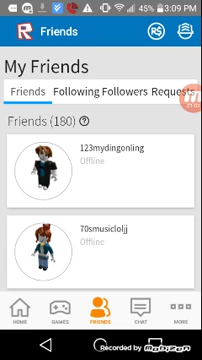 45% 3:09 PM
R Friends R$
My Friends
Friends Following Followers Requests
Friends (180)
123mydingonling
Offline
70smusicloljj
Offline
HOME GAMES FRIENDS CHAT MORE
Recorded by